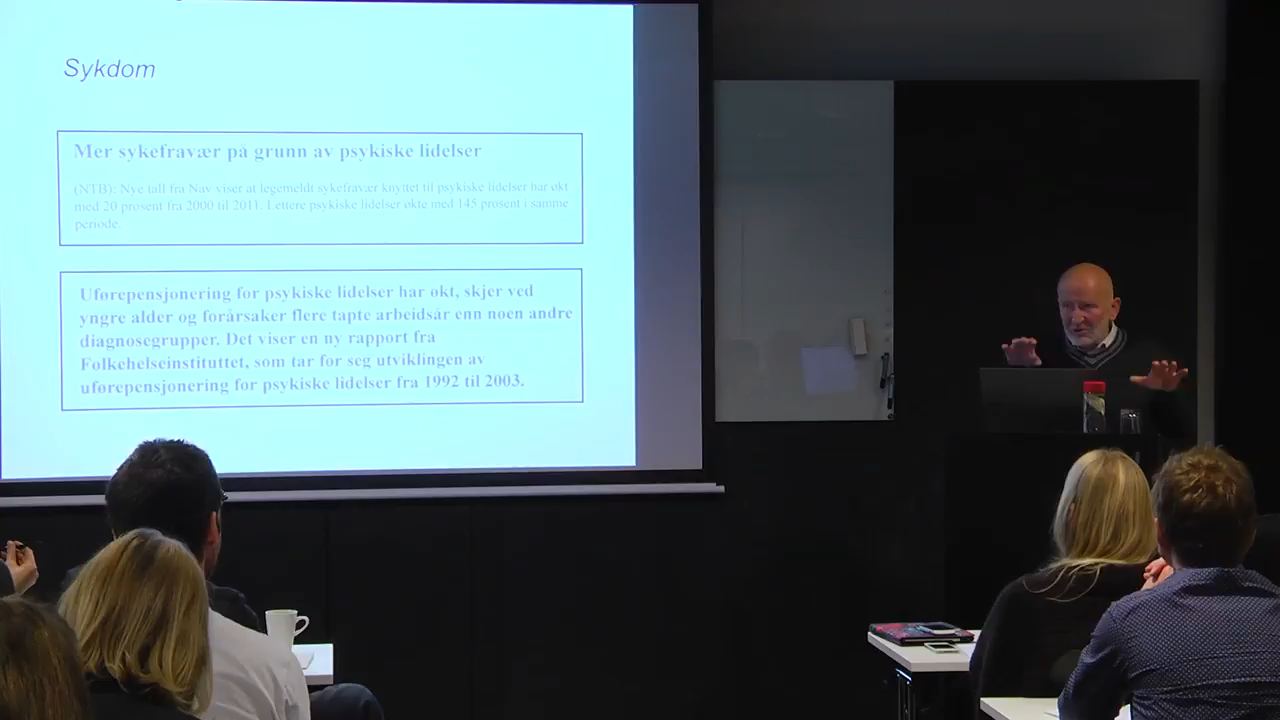 Sykdom
Mer sykefravær på grunn av psykiske lidelser
(NTB): Nye tall fra Nav viser at legemeldt sykefravær knyttet til psykiske lidelser har økt
med 20 prosent fra 2000 til 2011. Lettere psykiske lidelser økte med 145 prosent i samme
periode.
Uførepensjonering for psykiske lidelser har økt, skjer ved
yngre alder og forårsaker flere tapte arbeidsår enn noen andre
diagnosegrupper. Det viser en ny rapport fra
Folkehelseinstituttet, som tar for seg utviklingen av
uførepensjonering for psykiske lidelser fra 1992 til 2003.